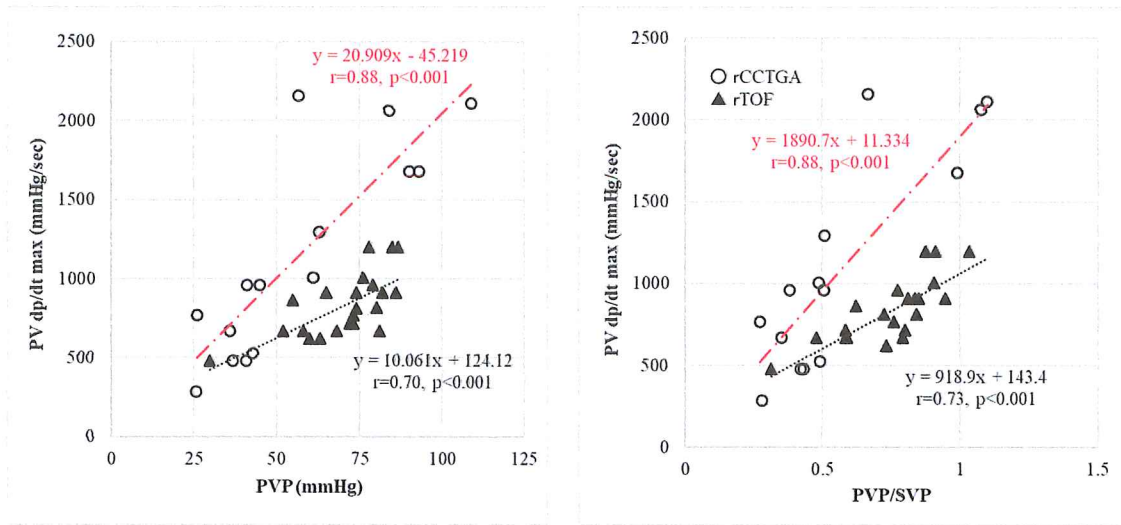 2500
2000
1500
1000
500
0
PV dp/dt max (mmHg/sec)
y = 20.909x - 45.219
r=0.88, p<0.001
y = 10.061x + 124.12
r=0.70, p<0.001
0 25 50 75 100 125
PVP (mmHg)
2500
2000
1500
1000
500
0
PV dp/dt max (mmHg/sec)
rCCTGA
rTOF
y = 1890.7x + 11.334
r=0.88, p<0.001
y = 918.9x + 143.4
r=0.73, p<0.001
0 0.5 1 1.5
PVP/SVP